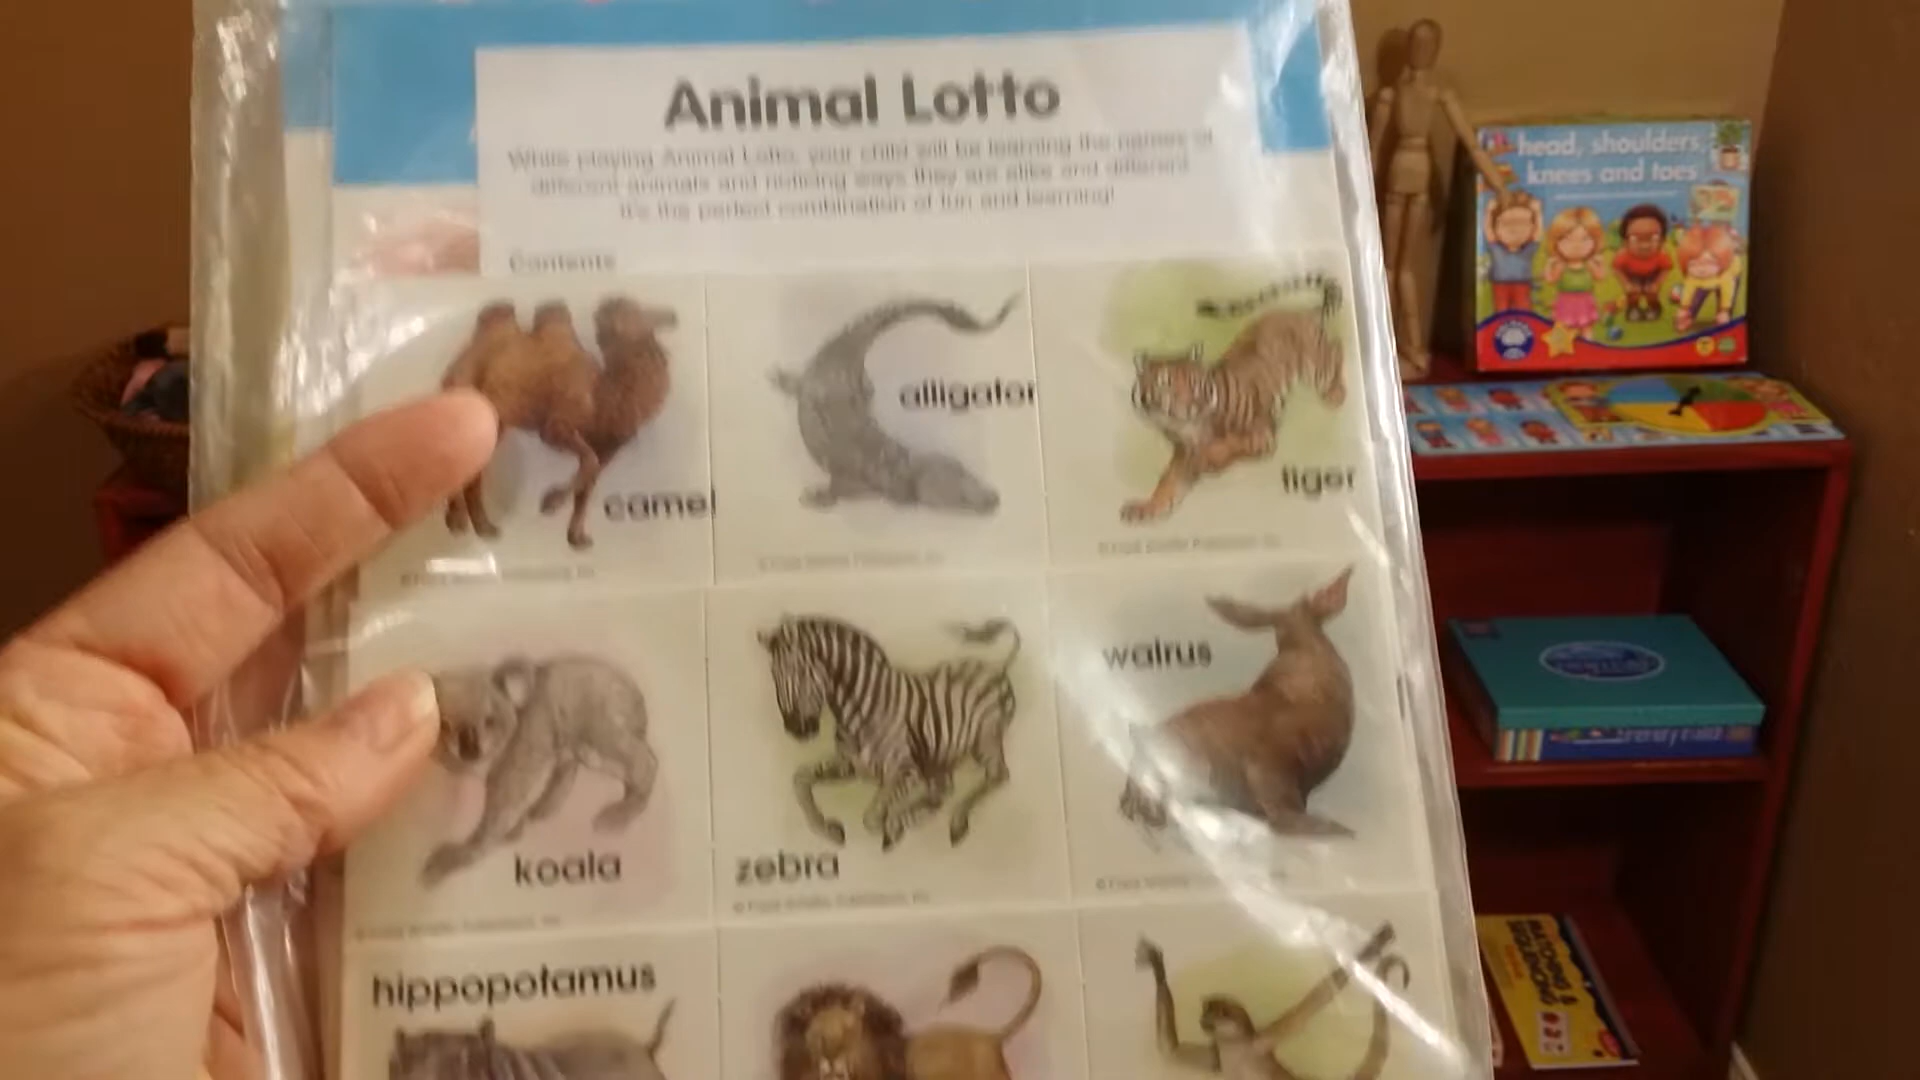 Animal Lotto
While playing Animal Lotto, your child will be learning the names of
different animals and noticing ways they are alike and different.
It's the perfect combination of fun and learning!
Contents
camel
alligator
tiger
koala
zebra
walrus
hippopotamus
head, shoulders,
knees and toes
MATCHING &